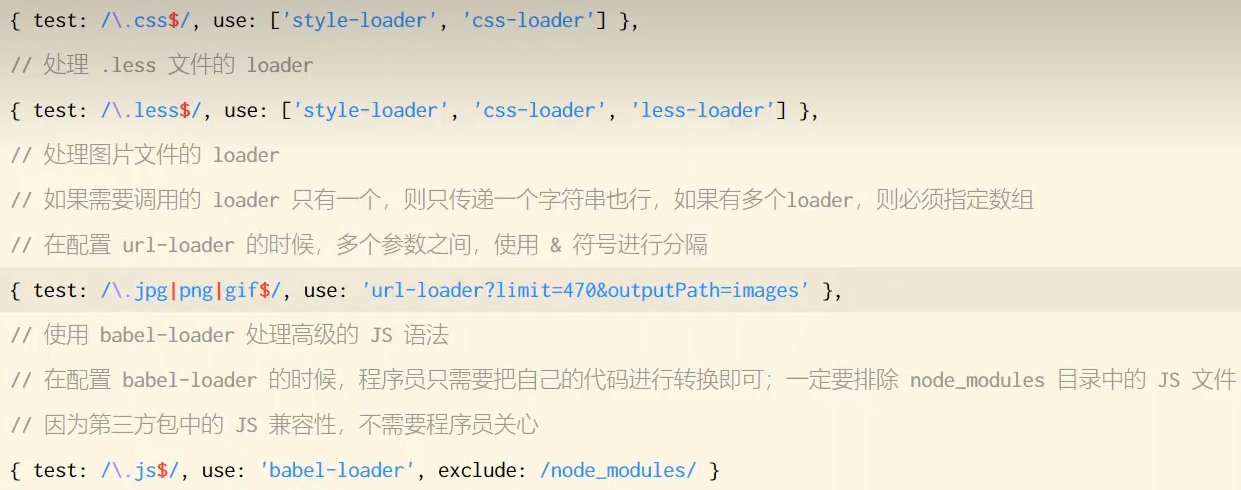 { test: /\.css$/, use: ['style-loader', 'css-loader'] },
// 处理 .less 文件的 loader
{ test: /\.less$/, use: ['style-loader', 'css-loader', 'less-loader'] },
// 处理图片文件的 loader
// 如果需要调用的 loader 只有一个，则只传递一个字符串也行，如果有多个loader，则必须指定数组
// 在配置 url-loader 的时候，多个参数之间，使用 & 符号进行分隔
{ test: /\.jpg|png|gif$/, use: 'url-loader?limit=470&outputPath=images' },
// 使用 babel-loader 处理高级的 JS 语法
// 在配置 babel-loader 的时候，程序员只需要把自己的代码进行转换即可；一定要排除 node_modules 目录中的 JS 文件
// 因为第三方包中的 JS 兼容性，不需要程序员关心
{ test: /\.js$/, use: 'babel-loader', exclude: /node_modules/ }